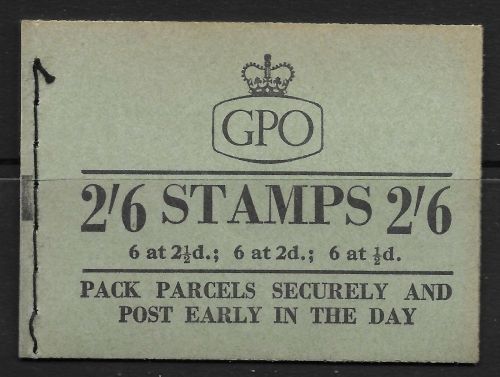 GPO
2/6 STAMPS 2/6
6 at 2½d.; 6 at 2d.; 6 at ½d.
PACK PARCELS SECURELY AND
POST EARLY IN THE DAY